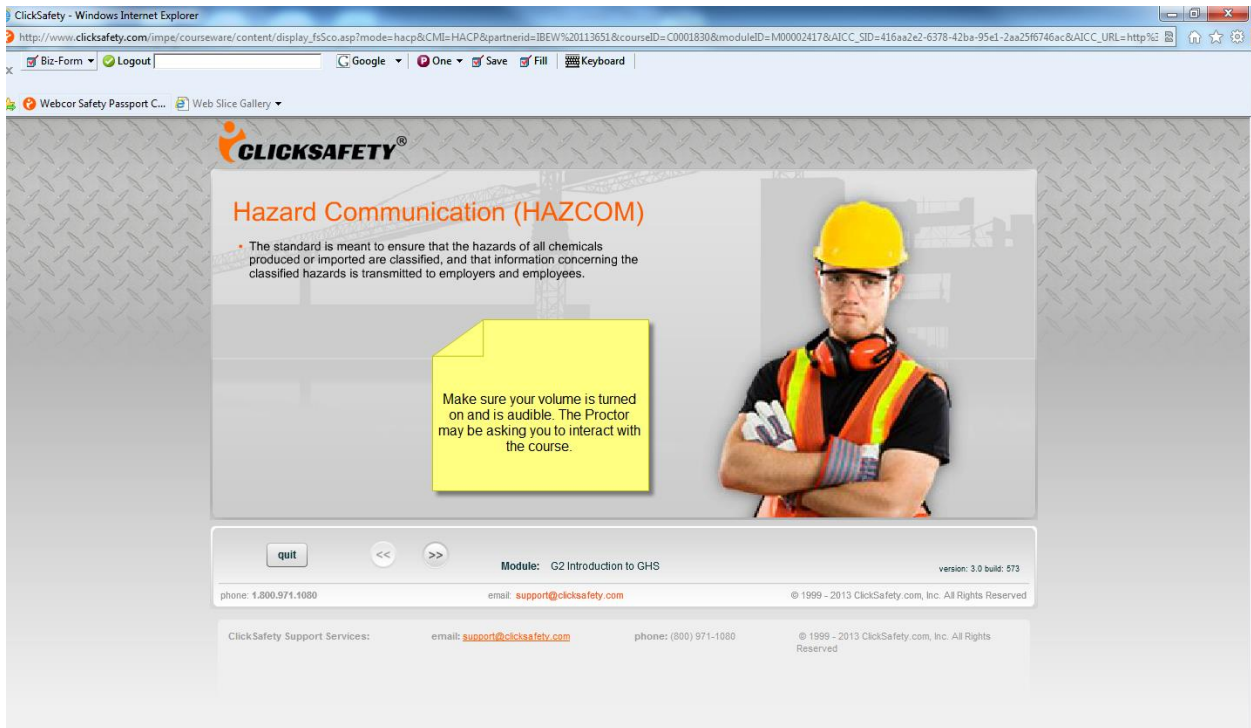 ClickSafety - Windows Internet Explorer
http://www.clicksafety.com/impe/courseware/content/display_fsSco.asp?mode=hacp&CMI=HACP&partnerid=IBEW%20113651&courseID=C0001830&moduleID=M00002417&AICC_SID=416aa2e2-6378-42ba-95e1-2aa25f6746ac&AICC_URL=http%3
x Biz-Form Logout Google One Save Fill Keyboard
Webcor Safety Passport C... Web Slice Gallery
CLICKSAFETY®
Hazard Communication (HAZCOM)
• The standard is meant to ensure that the hazards of all chemicals
produced or imported are classified, and that information concerning the
classified hazards is transmitted to employers and employees.
Make sure your volume is turned
on and is audible. The Proctor
may be asking you to interact with
the course.
quit << >> Module: G2 Introduction to GHS version: 3.0 build: 573
phone: 1.800.971.1080 email: support@clicksafety.com © 1999 - 2013 ClickSafety.com, Inc. All Rights Reserved
ClickSafety Support Services: email: support@clicksafety.com phone: (800) 971-1080 © 1999 - 2013 ClickSafety.com, Inc. All Rights
Reserved